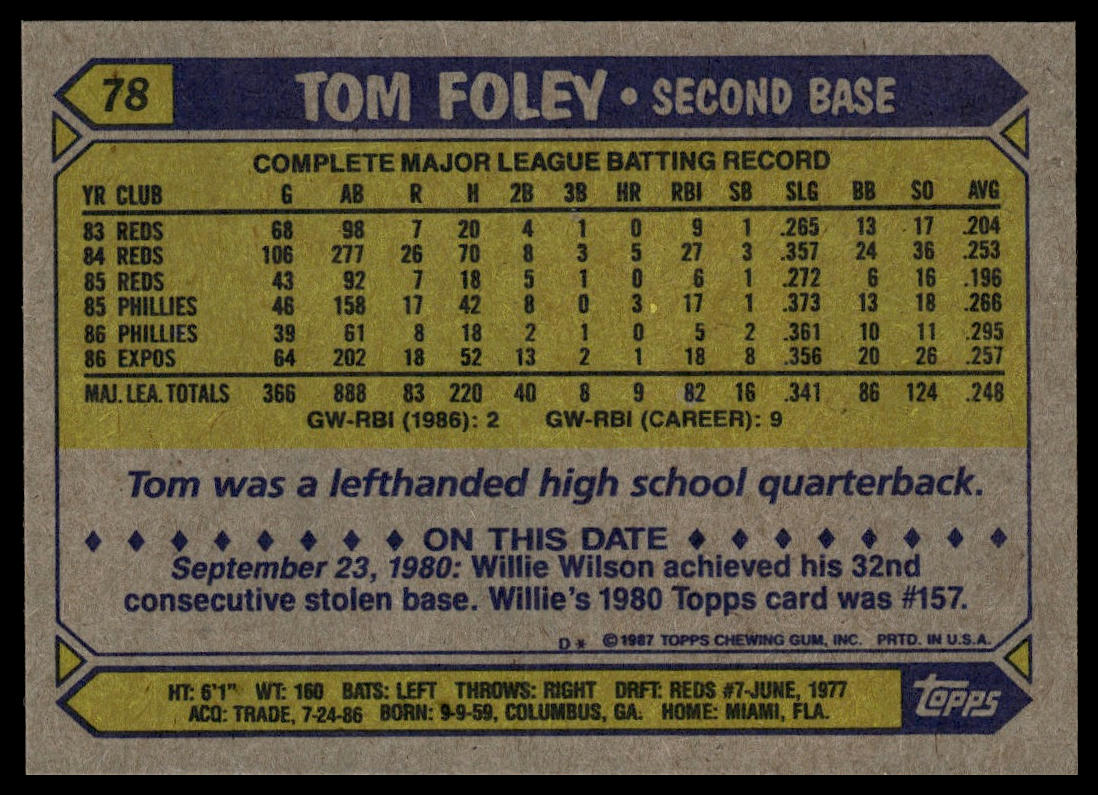 78 TOM FOLEY • SECOND BASE
COMPLETE MAJOR LEAGUE BATTING RECORD
YR CLUB G AB R H 2B 3B HR RBI SB SLG BB SO AVG
83 REDS 68 98 7 20 4 1 0 9 1 .265 13 17 .204
84 REDS 106 277 26 70 8 3 5 27 3 .357 24 36 .253
85 REDS 43 92 7 18 5 1 0 6 1 .272 6 16 .196
85 PHILLIES 46 158 17 42 8 0 3 17 1 .373 13 18 .266
86 PHILLIES 39 61 8 18 2 1 0 5 2 .361 10 11 .295
86 EXPOS 64 202 18 52 13 2 1 18 8 .356 20 26 .257
MAJ. LEA. TOTALS 366 888 83 220 40 8 9 82 16 .341 86 124 .248
GW-RBI (1986): 2 GW-RBI (CAREER): 9
Tom was a lefthanded high school quarterback.
ON THIS DATE
September 23, 1980: Willie Wilson achieved his 32nd
consecutive stolen base. Willie's 1980 Topps card was #157.
D* ©1987 TOPPS CHEWING GUM, INC. PRTD. IN U.S.A.
HT: 6'1" WT: 160 BATS: LEFT THROWS: RIGHT DRFT: REDS #7-JUNE, 1977
ACQ: TRADE, 7-24-86 BORN: 9-9-59, COLUMBUS, GA. HOME: MIAMI, FLA.
TOPPS